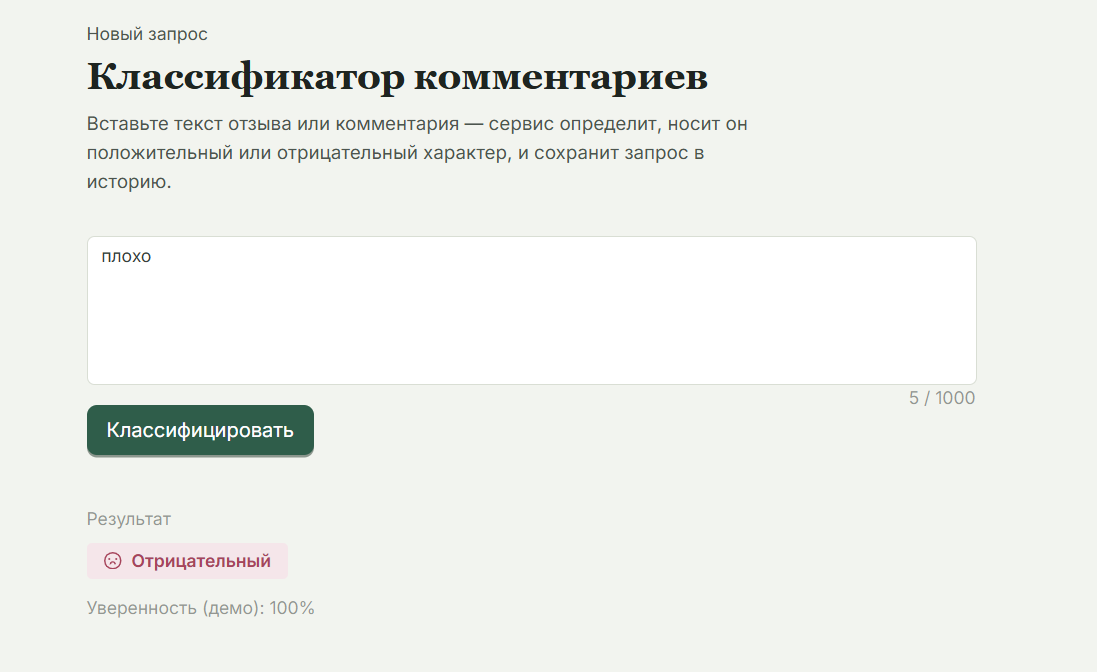 Новый запрос
Классификатор комментариев
Вставьте текст отзыва или комментария — сервис определит, носит он
положительный или отрицательный характер, и сохранит запрос в
историю.
плохо
5 / 1000
Классифицировать
Результат
Отрицательный
Уверенность (демо): 100%